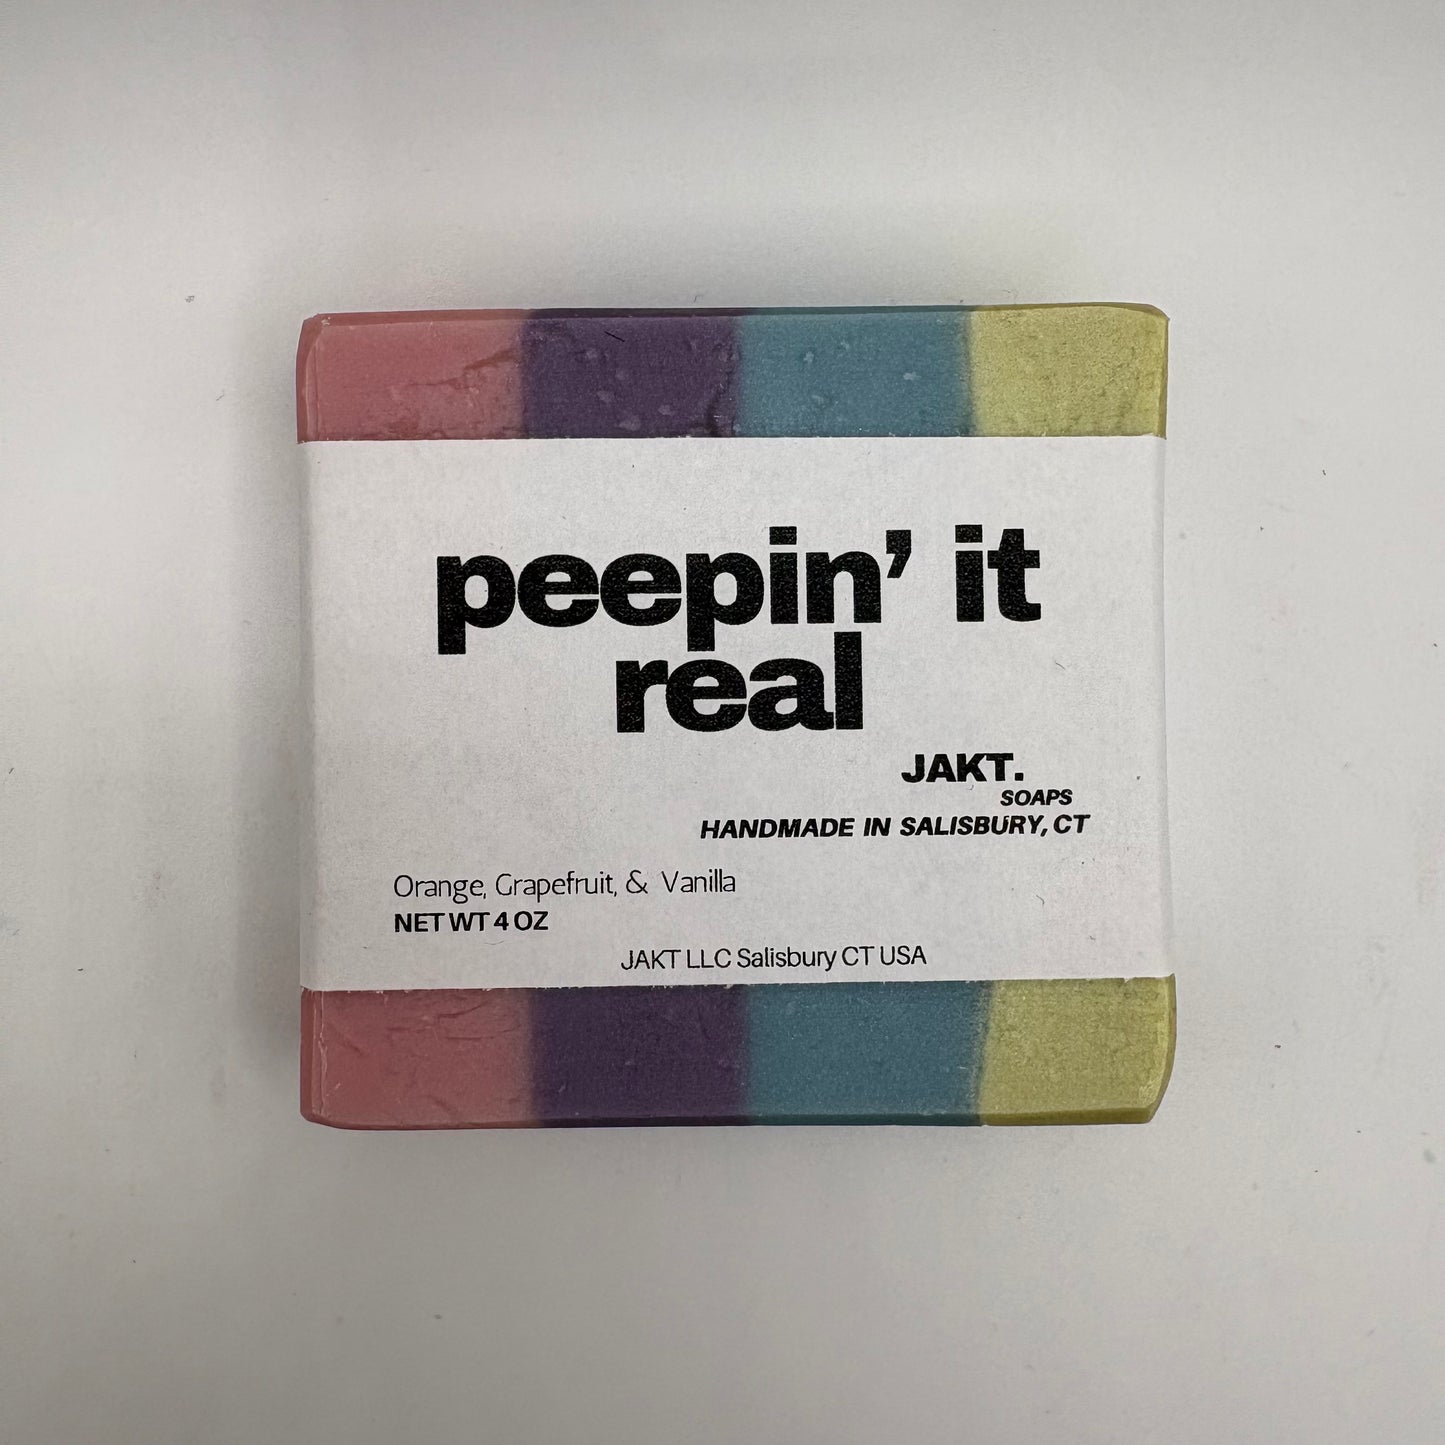 peepin' it
real
JAKT.
SOAPS
HANDMADE IN SALISBURY, CT
Orange, Grapefruit, & Vanilla
NET WT 4 OZ
JAKT LLC Salisbury CT USA